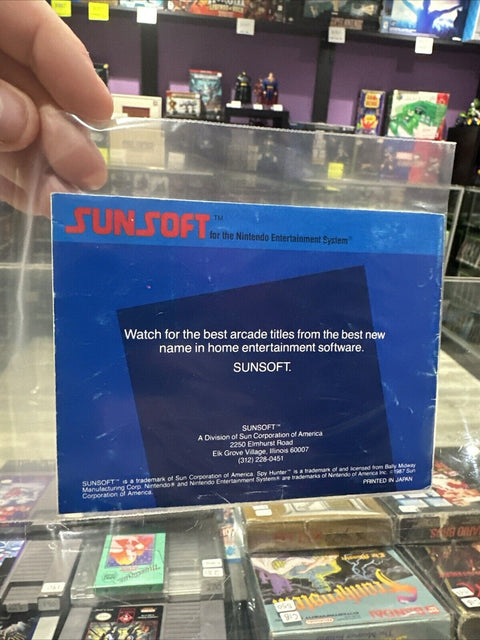 SUNSOFT™
for the Nintendo Entertainment System®
Watch for the best arcade titles from the best new
name in home entertainment software.
SUNSOFT.
SUNSOFT™
A Division of Sun Corporation of America
2250 Elmhurst Road
Elk Grove Village, Illinois 60007
(312) 228-0451
SUNSOFT™ is a trademark of Sun Corporation of America. Spy Hunter™ is a trademark of and licensed from Bally Midway
Manufacturing Corp. Nintendo® and Nintendo Entertainment System® are trademarks of Nintendo of America Inc. ©1987 Sun
Corporation of America.
PRINTED IN JAPAN